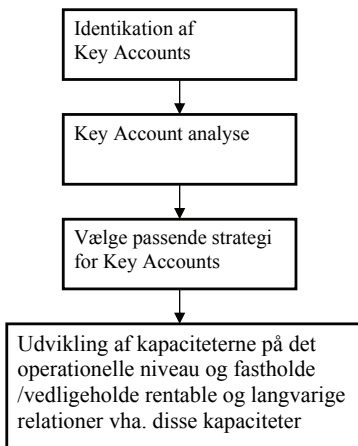 Identikation af
Key Accounts
Key Account analyse
Vælge passende strategi
for Key Accounts
Udvikling af kapaciteterne på det
operationelle niveau og fastholde
/vedligeholde rentable og langvarige
relationer vha. disse kapaciteter